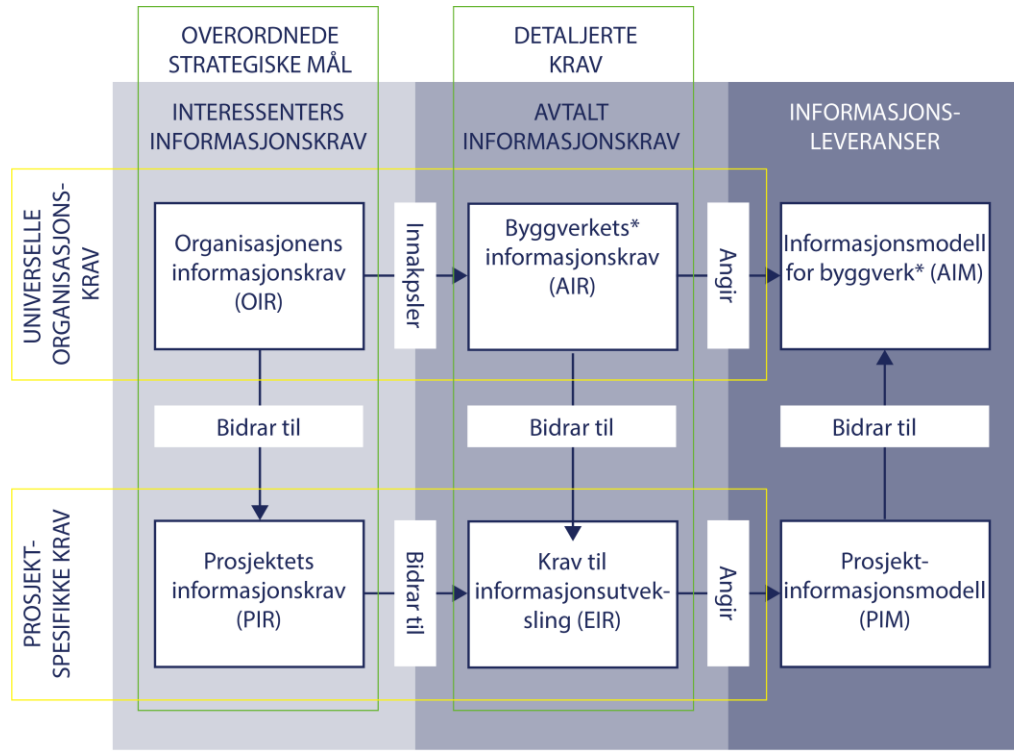 OVERORDNEDE
STRATEGISKE MÅL
DETALJERTE
KRAV
INTERESSENTERS
INFORMASJONSKRAV
AVTALT
INFORMASJONSKRAV
INFORMASJONS-
LEVERANSER
UNIVERSELLE
ORGANISASJONS-
KRAV
Organisasjonens
informasjonskrav
(OIR)
Innakpsler
Byggverkets*
informasjonskrav
(AIR)
Angir
Informasjonsmodell
for byggverk* (AIM)
Bidrar til
Bidrar til
Bidrar til
PROSJEKT-
SPESIFIKKE KRAV
Prosjektets
informasjonskrav
(PIR)
Bidrar til
Krav til
informasjonsutvek-
sling (EIR)
Angir
Prosjekt-
informasjonsmodell
(PIM)